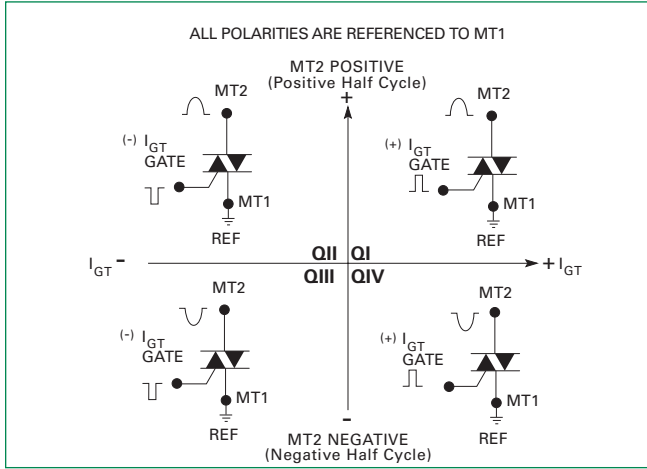 ALL POLARITIES ARE REFERENCED TO MT1
MT2 POSITIVE
(Positive Half Cycle)
+
MT2
(-) IGT
GATE
MT1
REF
MT2
(+) IGT
GATE
MT1
REF
IGT -
QII QI
QIII QIV
+ IGT
MT2
(-) IGT
GATE
MT1
REF
MT2
(+) IGT
GATE
MT1
REF
-
MT2 NEGATIVE
(Negative Half Cycle)